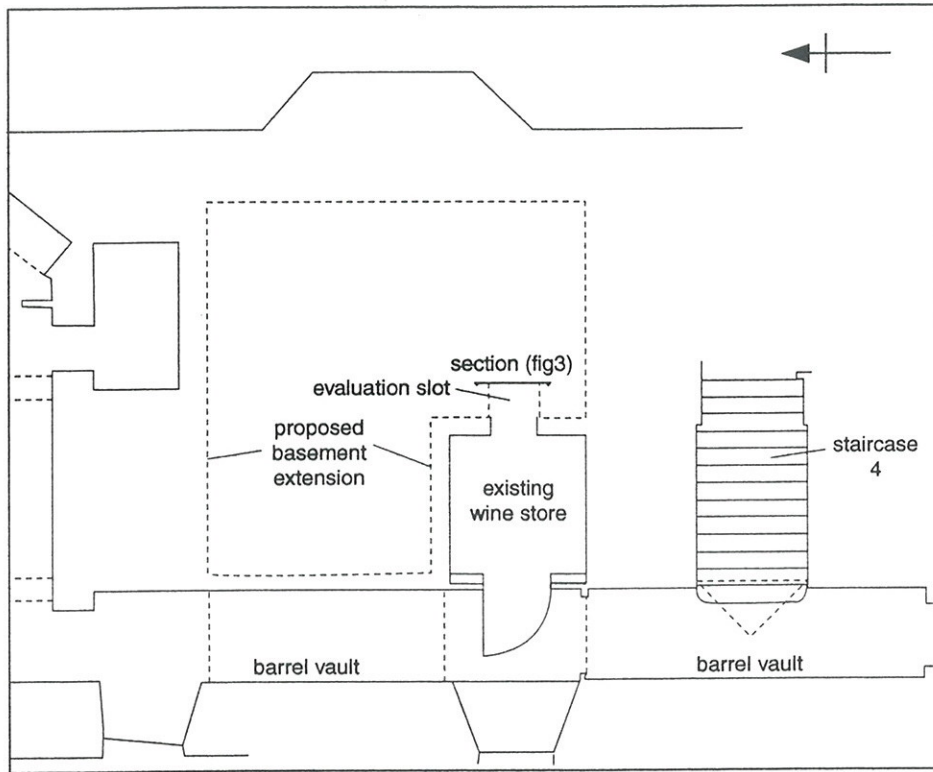 section (fig3)
evaluation slot
proposed
basement
extension
existing
wine store
staircase
4
barrel vault
barrel vault